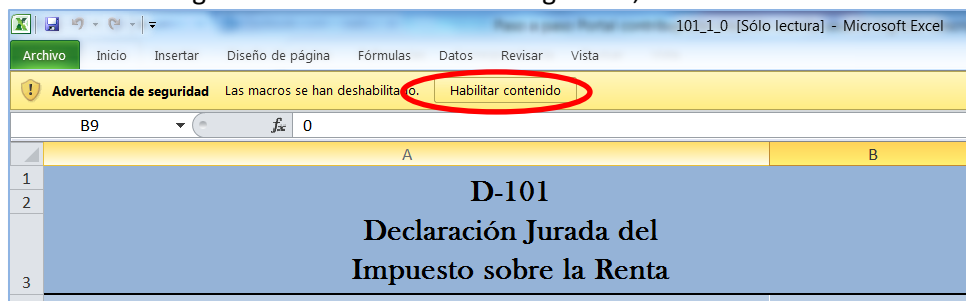 101_1_0 [Sólo lectura] - Microsoft Excel
Archivo Inicio Insertar Diseño de página Fórmulas Datos Revisar Vista
Advertencia de seguridad Las macros se han deshabilitado. Habilitar contenido
B9 fx 0
A B
1
2
D-101
Declaración Jurada del
3
Impuesto sobre la Renta